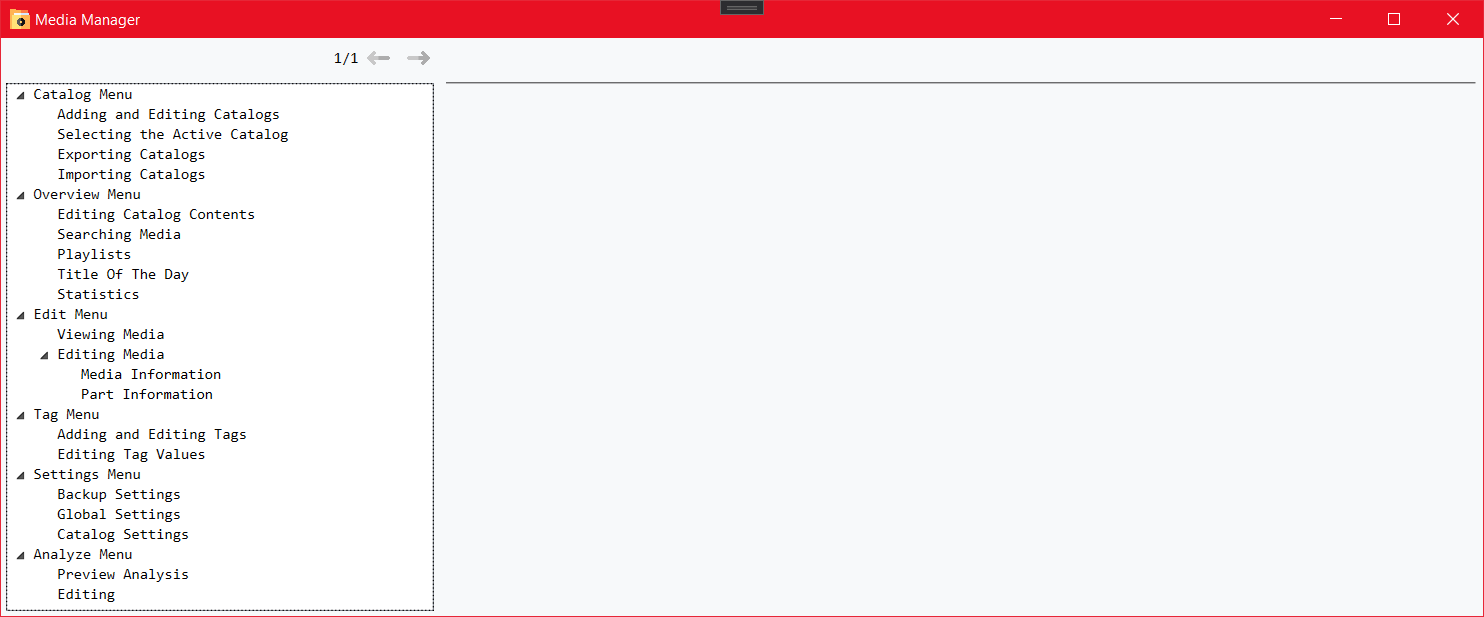 Media Manager
1/1
Catalog Menu
Adding and Editing Catalogs
Selecting the Active Catalog
Exporting Catalogs
Importing Catalogs
Overview Menu
Editing Catalog Contents
Searching Media
Playlists
Title Of The Day
Statistics
Edit Menu
Viewing Media
Editing Media
Media Information
Part Information
Tag Menu
Adding and Editing Tags
Editing Tag Values
Settings Menu
Backup Settings
Global Settings
Catalog Settings
Analyze Menu
Preview Analysis
Editing